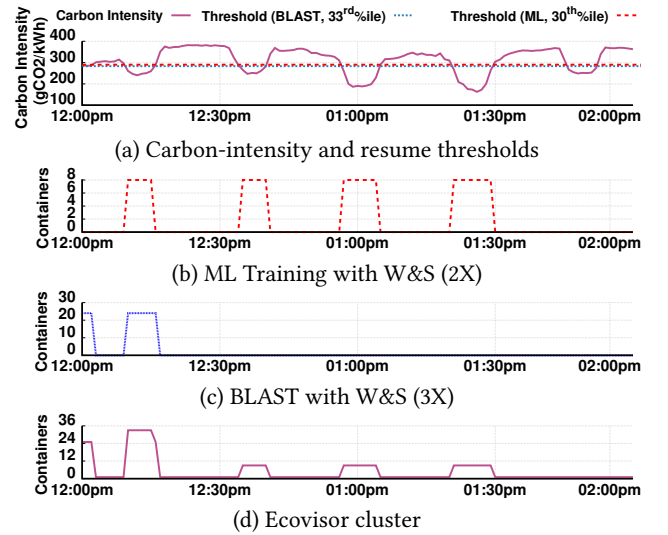 Carbon Intensity Threshold (BLAST, 33rd%ile) Threshold (ML, 30th%ile)
Carbon Intensity
(gCO2/kWh)
400
300
200
100
12:00pm 12:30pm 01:00pm 01:30pm 02:00pm
(a) Carbon-intensity and resume thresholds
Containers
8
6
4
2
0
12:00pm 12:30pm 01:00pm 01:30pm 02:00pm
(b) ML Training with W&S (2X)
Containers
30
20
10
0
12:00pm 12:30pm 01:00pm 01:30pm 02:00pm
(c) BLAST with W&S (3X)
Containers
36
24
12
0
12:00pm 12:30pm 01:00pm 01:30pm 02:00pm
(d) Ecovisor cluster